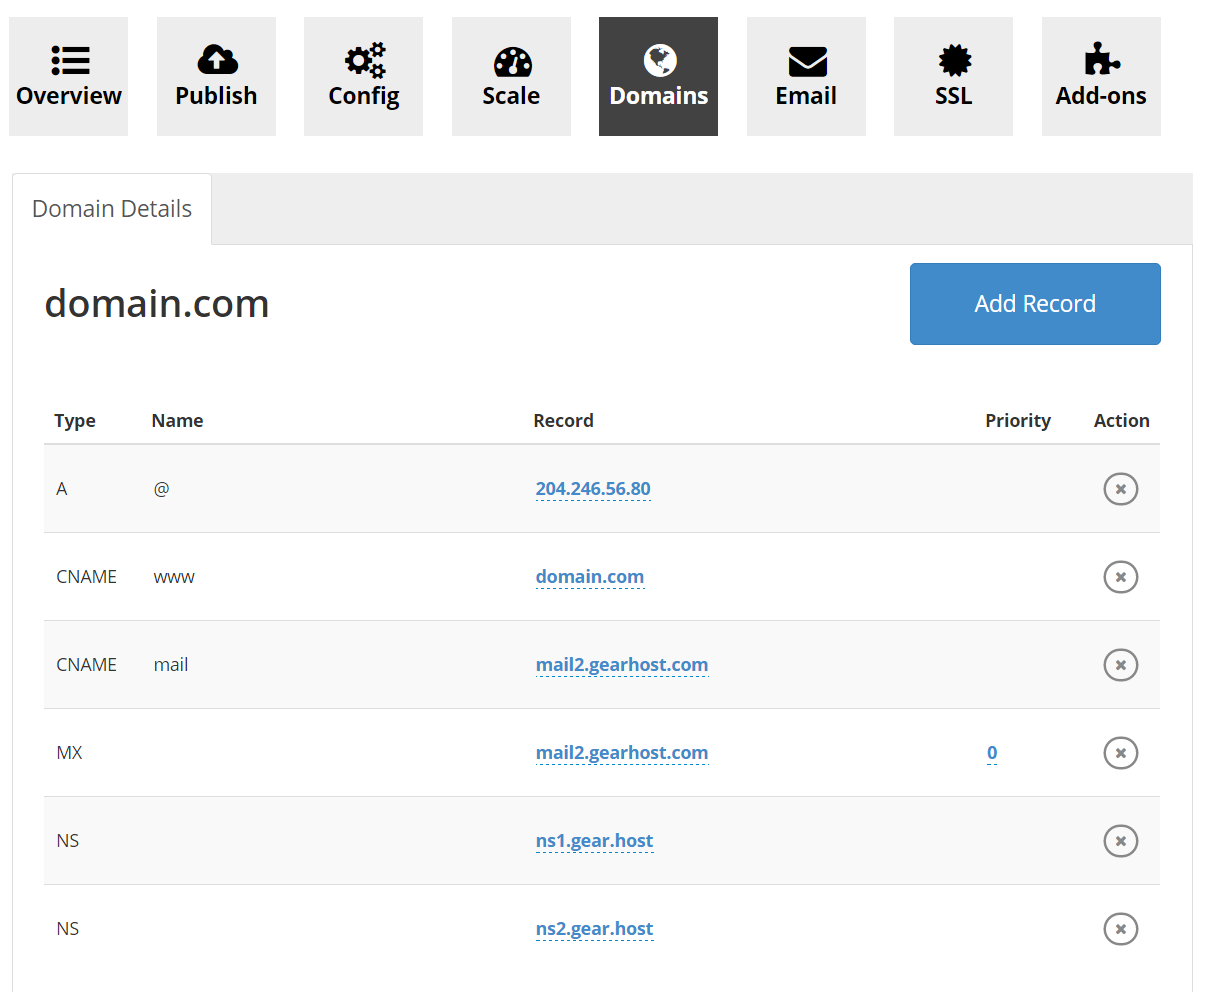 Overview Publish Config Scale Domains Email SSL Add-ons
Domain Details
domain.com Add Record
Type Name Record Priority Action
A @ 204.246.56.80
CNAME www domain.com
CNAME mail mail2.gearhost.com
MX mail2.gearhost.com 0
NS ns1.gear.host
NS ns2.gear.host